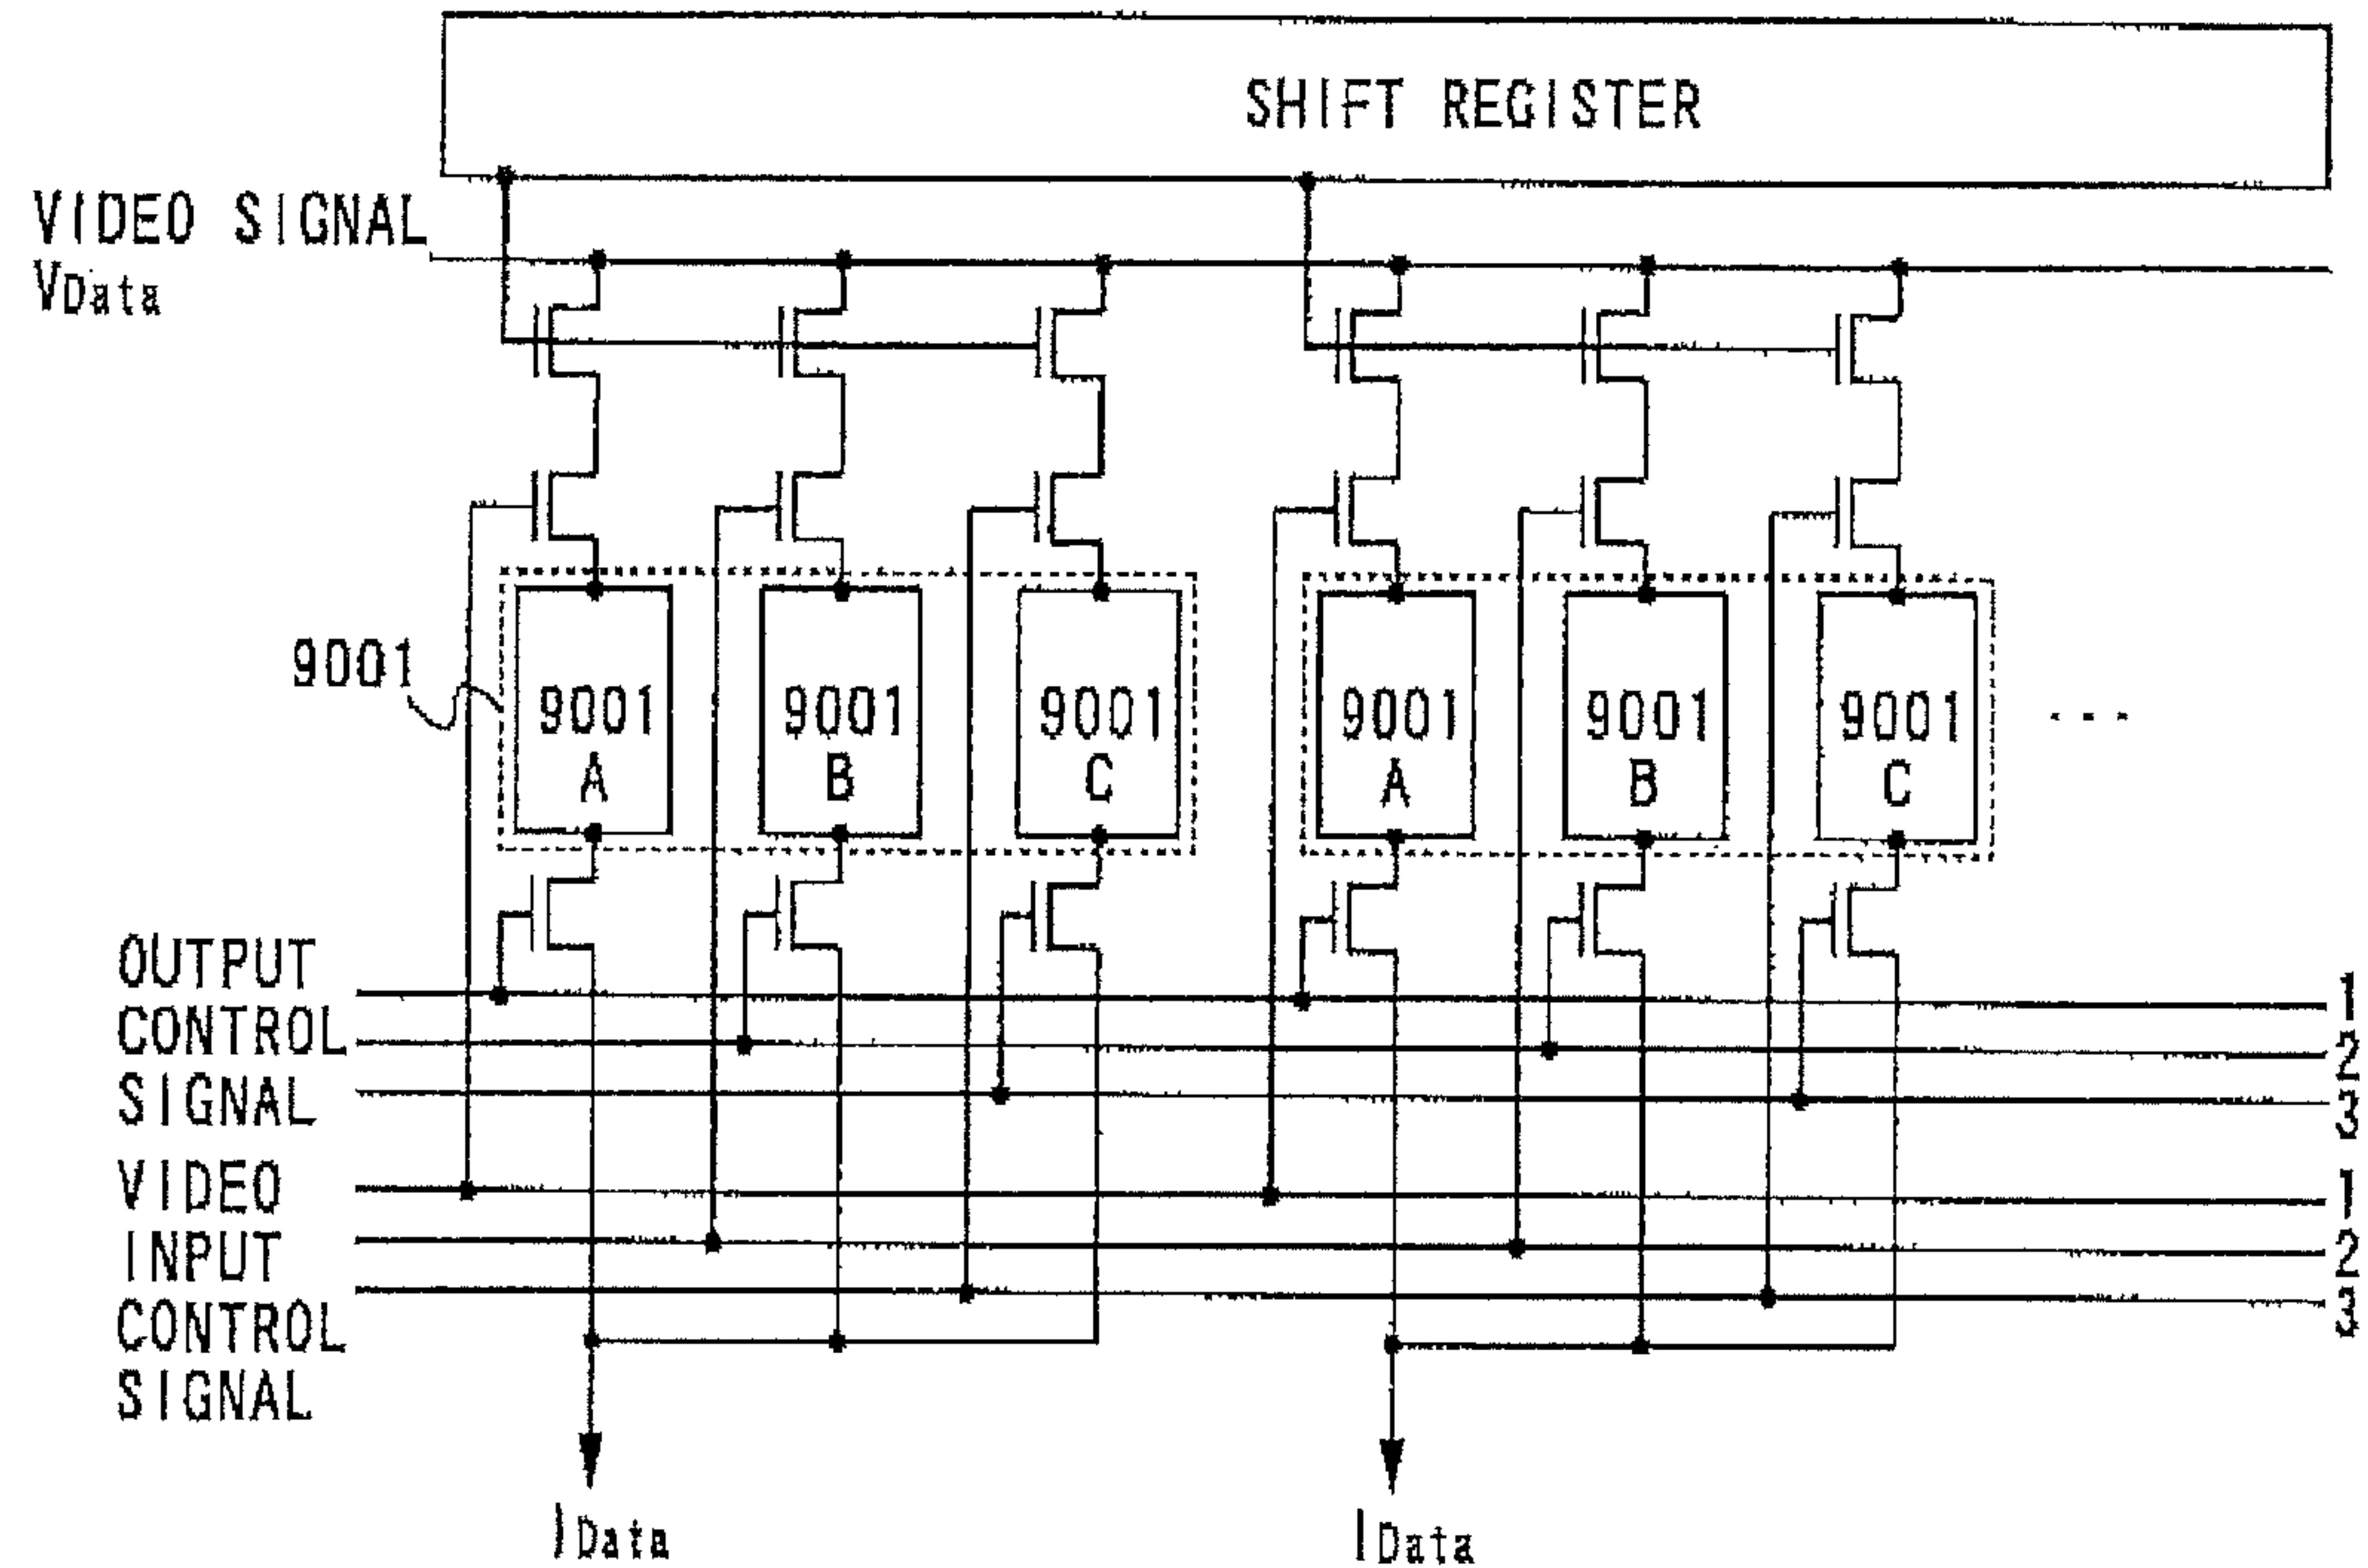 SHIFT REGISTER
VIDEO SIGNAL
VData
9001
9001
A
9001
B
9001
C
9001
A
9001
B
9001
C
...
OUTPUT
CONTROL
SIGNAL
1
2
3
VIDEO
INPUT
CONTROL
SIGNAL
1
2
3
IData
IData